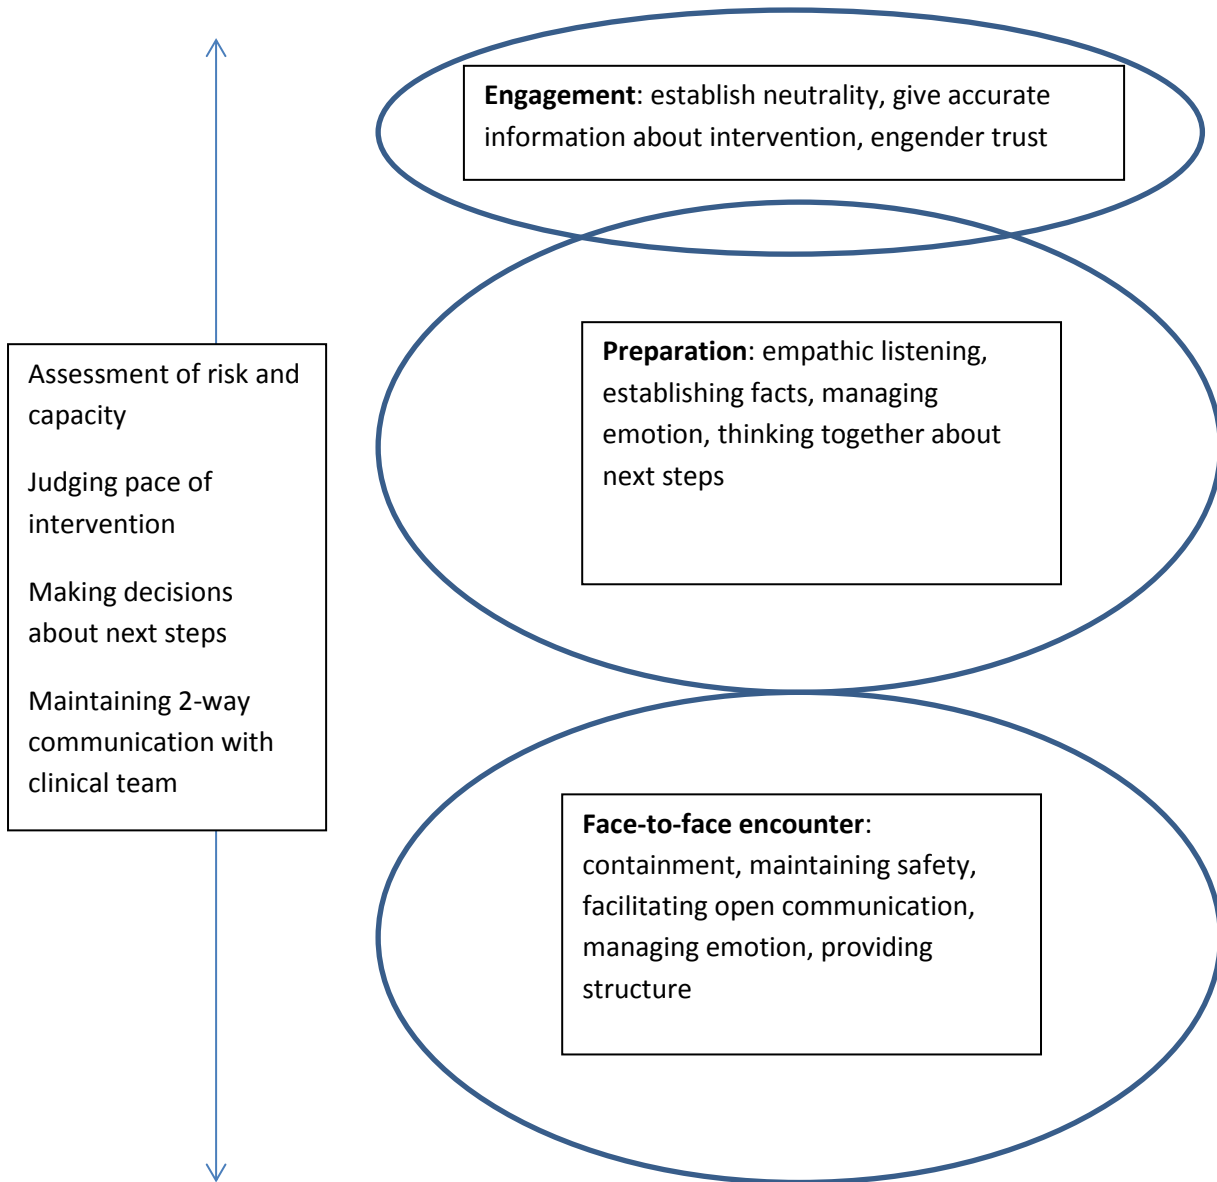 Engagement: establish neutrality, give accurate
information about intervention, engender trust
Preparation: empathic listening,
establishing facts, managing
emotion, thinking together about
next steps
Assessment of risk and
capacity
Judging pace of
intervention
Making decisions
about next steps
Maintaining 2-way
communication with
clinical team
Face-to-face encounter:
containment, maintaining safety,
facilitating open communication,
managing emotion, providing
structure